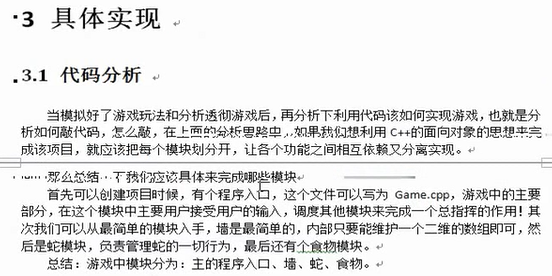 3 具体实现
3.1 代码分析
当模拟好了游戏玩法和分析透彻游戏后，再分析下利用代码该如何实现游戏，也就是分
析如何敲代码，怎么敲，在上面的分析思路中，如果我们想利用 C++的面向对象的思想来完
成该项目，就应该把每个模块划分开，让各个功能之间相互依赖又分离实现。
那么总结一下我们应该具体来完成哪些模块
首先可以创建项目时候，有个程序入口，这个文件可以写为 Game.cpp，游戏中的主要
部分，在这个模块中主要用户接受用户的输入，调度其他模块来完成一个总指挥的作用！其
次我们可以从最简单的模块入手，墙是最简单的，内部只要能维护一个二维的数组即可，然
后是蛇模块，负责管理蛇的一切行为，最后还有个食物模块。
总结：游戏中模块分为：主的程序入口、墙、蛇、食物。